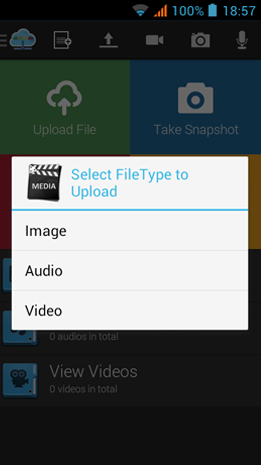 100% 18:57
Upload File
Take Snapshot
MEDIA
Select FileType to
Upload
Image
Audio
Video
0 audios in total
View Videos
0 videos in total